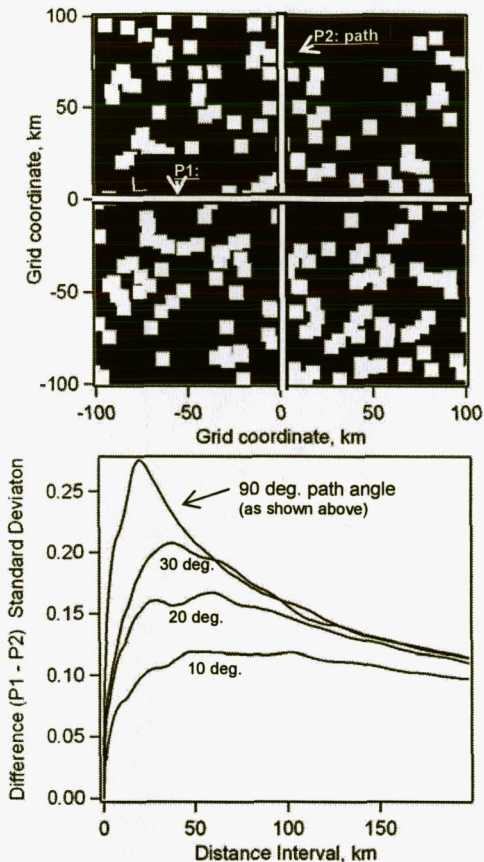 100
P2: path
50
P1:
0
-50
-100
Grid coordinate, km
-100
-50
0
50
100
Grid coordinate, km
0.25
0.20
0.15
0.10
0.05
0.00
Difference (P1 - P2) Standard Deviaton
90 deg. path angle
(as shown above)
30 deg.
20 deg.
10 deg.
0
50
100
150
Distance Interval, km